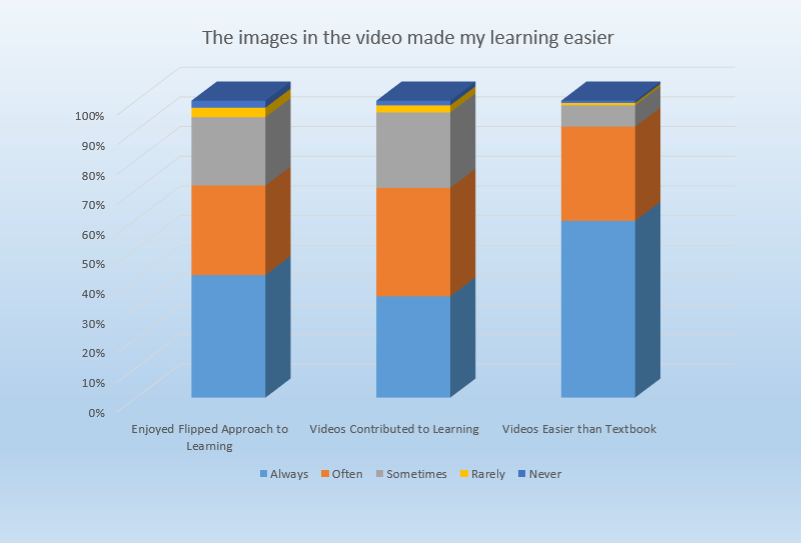 The images in the video made my learning easier
100%
90%
80%
70%
60%
50%
40%
30%
20%
10%
0%
Enjoyed Flipped Approach to
Learning
Videos Contributed to Learning
Videos Easier than Textbook
Always Often Sometimes Rarely Never